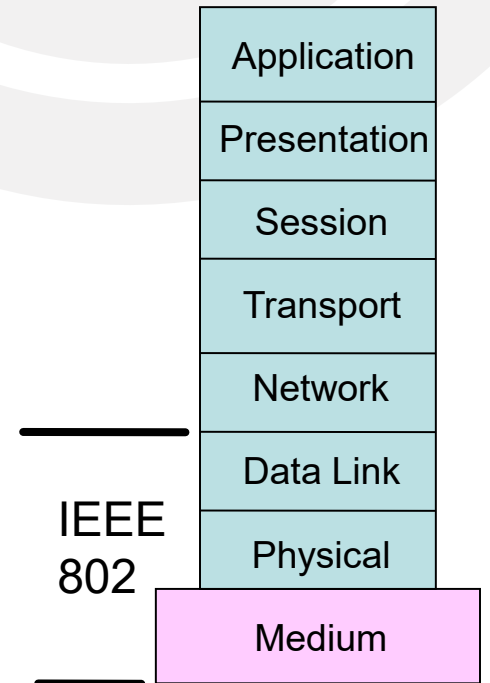 Application
Presentation
Session
Transport
Network
Data Link
IEEE
802
Physical
Medium